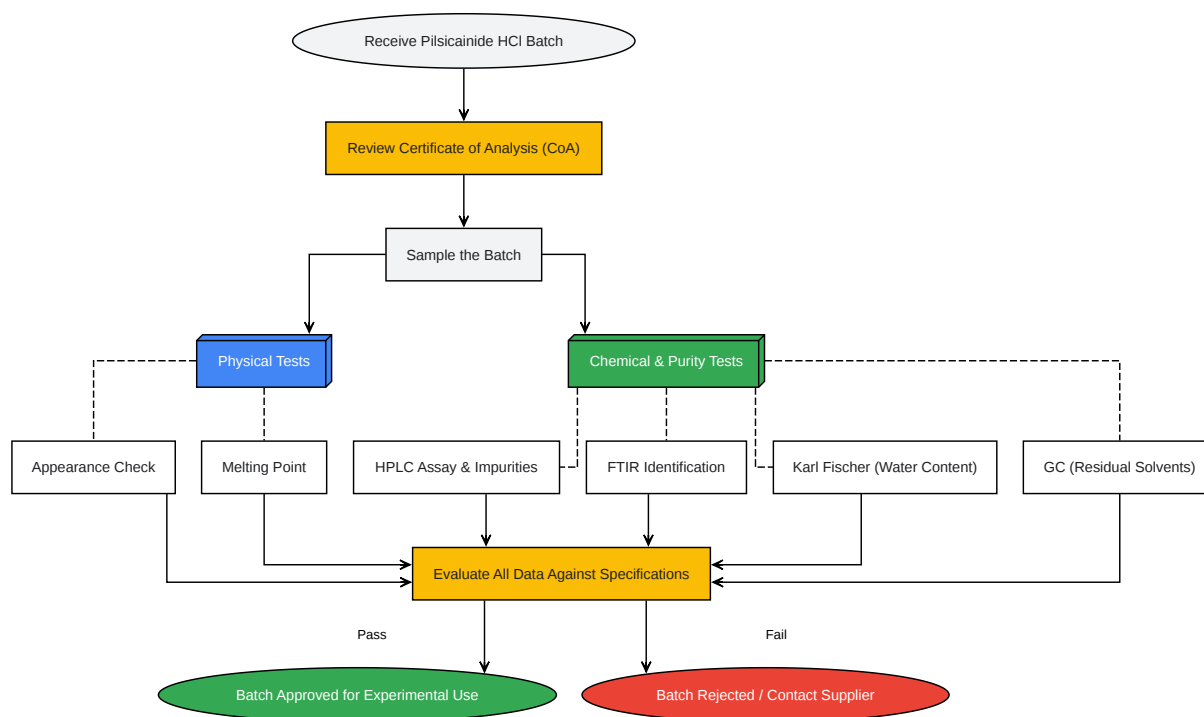 Receive Pilsicainide HCl Batch
Review Certificate of Analysis (CoA)
Sample the Batch
Physical Tests
Chemical & Purity Tests
Appearance Check
Melting Point
HPLC Assay & Impurities
FTIR Identification
Karl Fischer (Water Content)
GC (Residual Solvents)
Evaluate All Data Against Specifications
Pass
Fail
Batch Approved for Experimental Use
Batch Rejected / Contact Supplier